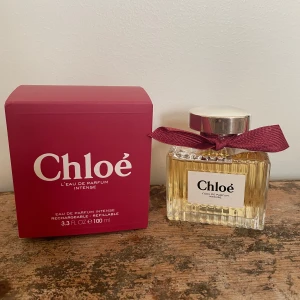 Chloé
L'EAU DE PARFUM
INTENSE
EAU DE PARFUM INTENSE
RECHARGEABLE - REFILLABLE
3.3 FL.OZ ℮ 100 ml
Chloé
L'EAU DE PARFUM
INTENSE